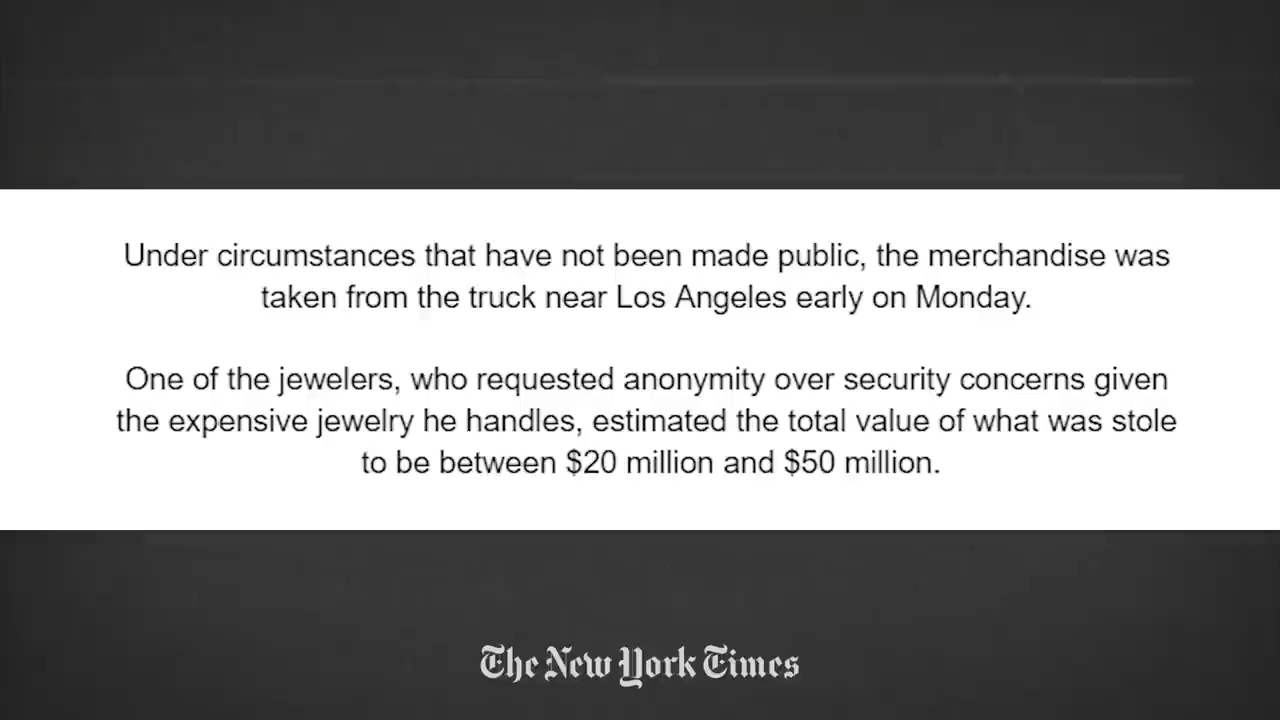 Under circumstances that have not been made public, the merchandise was
taken from the truck near Los Angeles early on Monday.
One of the jewelers, who requested anonymity over security concerns given
the expensive jewelry he handles, estimated the total value of what was stole
to be between $20 million and $50 million.
The New York Times